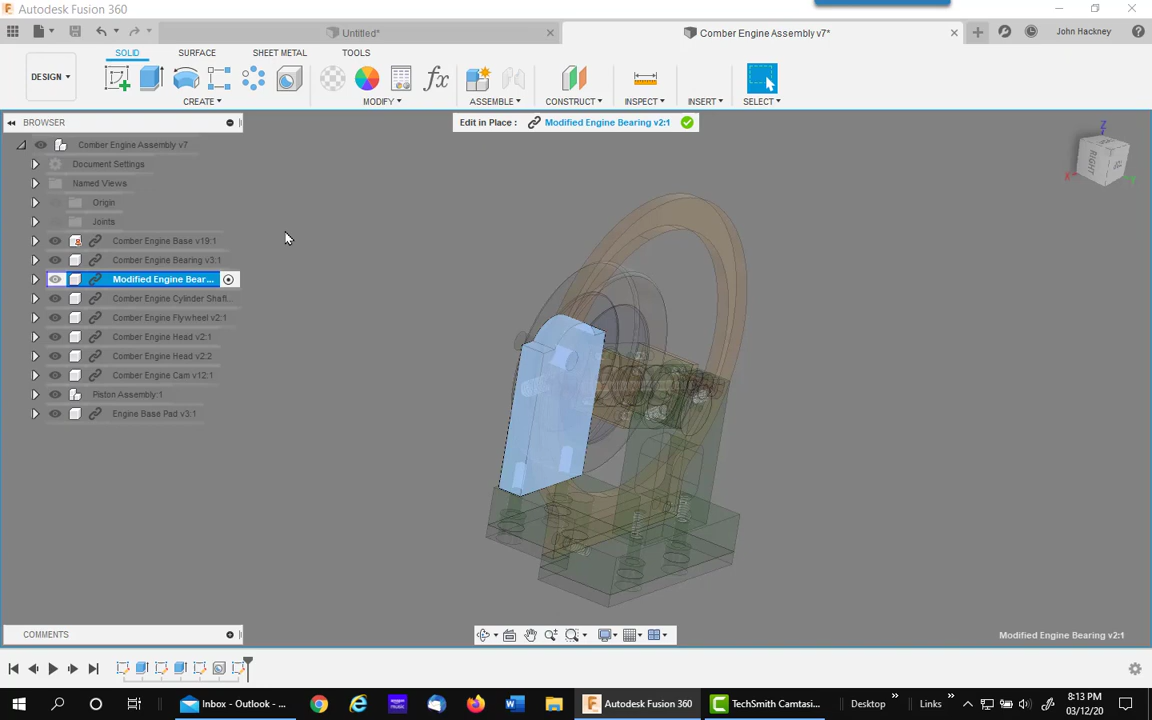 Autodesk Fusion 360
Untitled*
Comber Engine Assembly v7*
John Hackney
DESIGN
SOLID
SURFACE
SHEET METAL
TOOLS
CREATE
MODIFY
ASSEMBLE
CONSTRUCT
INSPECT
INSERT
SELECT
BROWSER
Edit in Place :
Modified Engine Bearing v2:1
Comber Engine Assembly v7
Document Settings
Named Views
Origin
Joints
Comber Engine Base v19:1
Comber Engine Bearing v3:1
Modified Engine Bear...
Comber Engine Cylinder Shaft...
Comber Engine Flywheel v2:1
Comber Engine Head v2:1
Comber Engine Head v2:2
Comber Engine Cam v12:1
Piston Assembly:1
Engine Base Pad v3:1
Z
RIGHT
X
Y
COMMENTS
Modified Engine Bearing v2:1
Inbox - Outlook - ...
Autodesk Fusion 360
TechSmith Camtasi...
Desktop
Links
8:13 PM
03/12/20